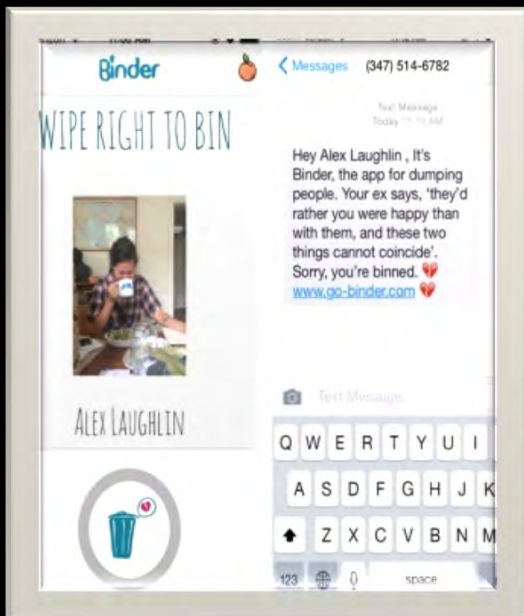 Binder
WIPE RIGHT TO BIN
ALEX LAUGHLIN
Messages (347) 514-6782
Text Message
Today AM
Hey Alex Laughlin , It's
Binder, the app for dumping
people. Your ex says, 'they'd
rather you were happy than
with them, and these two
things cannot coincide'.
Sorry, you're binned. 💔
www.go-binder.com 💔
Text Message
Q W E R T Y U I
A S D F G H J K
Z X C V B N M
123 space